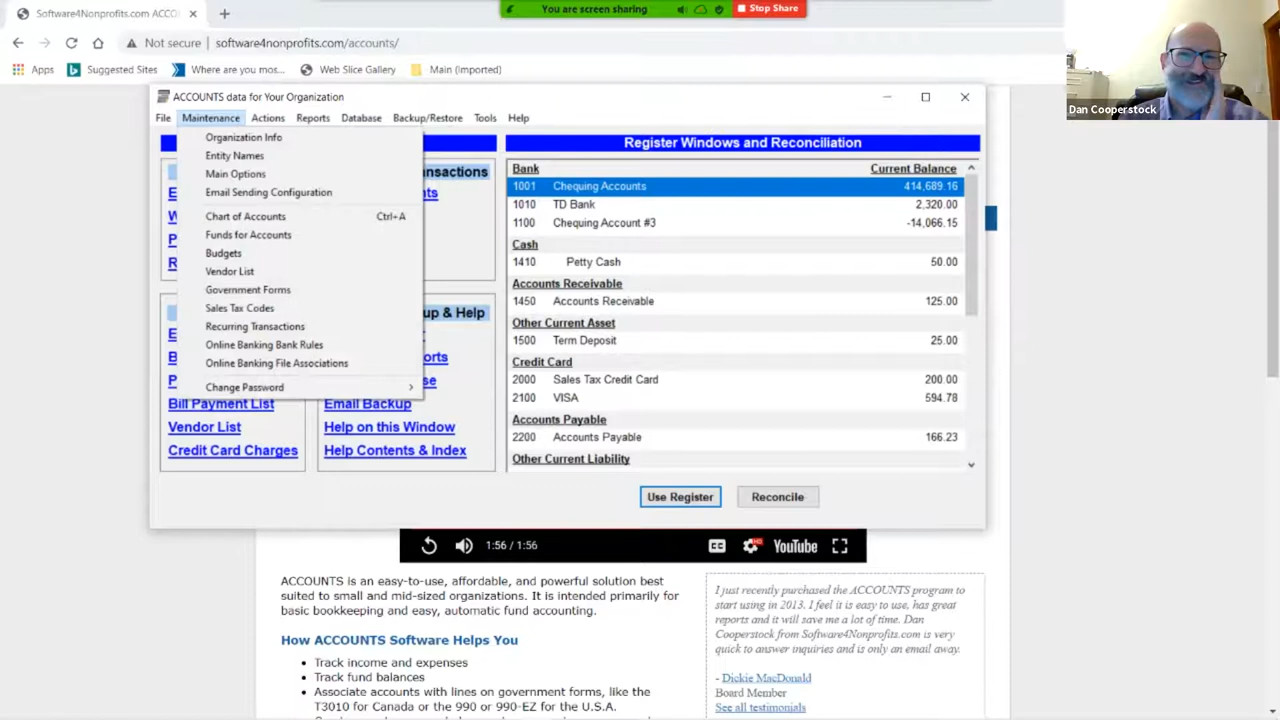 Software4Nonprofits.com ACCO
You are screen sharing
Stop Share
Not secure
software4nonprofits.com/accounts/
Apps
Suggested Sites
Where are you mos...
Web Slice Gallery
Main (imported)
Dan Cooperstock
ACCOUNTS data for Your Organization
File Maintenance Actions Reports Database Backup/Restore Tools Help
Organization Info
Entity Names
Main Options
Email Sending Configuration
Chart of Accounts Ctrl+A
Funds for Accounts
Budgets
Vendor List
Government Forms
Sales Tax Codes
Recurring Transactions
Online Banking Bank Rules
Online Banking File Associations
Change Password
Bill Payment List
Vendor List
Credit Card Charges
Email Backup
Help on this Window
Help Contents & Index
Register Windows and Reconciliation
Bank Current Balance
1001 Chequing Accounts 414,689.16
1010 TD Bank 2,320.00
1100 Chequing Account #3 -14,066.15
Cash
1410 Petty Cash 50.00
Accounts Receivable
1450 Accounts Receivable 125.00
Other Current Asset
1500 Term Deposit 25.00
Credit Card
2000 Sales Tax Credit Card 200.00
2100 VISA 594.78
Accounts Payable
2200 Accounts Payable 166.23
Other Current Liability
Use Register
Reconcile
1:56 / 1:56
CC
HD
YouTube
ACCOUNTS is an easy-to-use, affordable, and powerful solution best
suited to small and mid-sized organizations. It is intended primarily for
basic bookkeeping and easy, automatic fund accounting.
How ACCOUNTS Software Helps You
Track income and expenses
Track fund balances
Associate accounts with lines on government forms, like the
T3010 for Canada or the 990 or 990-EZ for the U.S.A.
I just recently purchased the ACCOUNTS program to
start using in 2013. I feel it is easy to use, has great
reports and it will save me a lot of time. Dan
Cooperstock from Software4Nonprofits.com is very
quick to answer inquiries and is only an email away.
- Dickie MacDonald
Board Member
See all testimonials